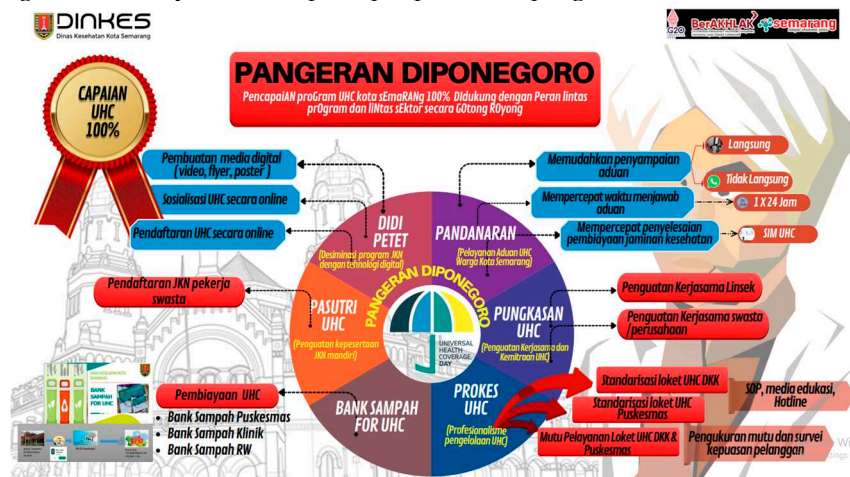 DINKES
Dinas Kesehatan Kota Semarang
G20
BerAKHLAK
semarang
CAPAIAN
UHC
100%
PANGERAN DIPONEGORO
PencapaiAN proGram UHC kota sEmaRANg 100% DIdukung dengan Peran lintas
prOgram dan liNtas sEktor secara GOtong ROyong
Pembuatan media digital
(video, flyer, poster )
Sosialisasi UHC secara online
Pendaftaran UHC secara online
Memudahkan penyampaian
aduan
Langsung
Tidak Langsung
Mempercepat waktu menjawab
aduan
1 X 24 Jam
Mempercepat penyelesaian
pembiayaan jaminan kesehatan
SIM UHC
DIDI
PETET
(Desiminasi program JKN
dengan tehnologi digital)
PANDANARAN
(Pelayanan Aduan UHC
Warga Kota Semarang)
PANGERAN DIPONEGORO
Pendaftaran JKN pekerja
swasta
PASUTRI
UHC
(Penguatan kepesertaan
JKN mandiri)
UNIVERSAL
HEALTH
COVERAGE
DAY
PUNGKASAN
UHC
(Penguatan Kerjasama dan
Kemitraan UHC)
Penguatan Kerjasama Linsek
Penguatan Kerjasama swasta
/perusahaan
BANK
SAMPAH
FOR UHC
Pembiayaan UHC
• Bank Sampah Puskesmas
• Bank Sampah Klinik
• Bank Sampah RW
BANK SAMPAH
FOR UHC
PROKES
UHC
(Profesionalisme
pengelolaan UHC)
Standarisasi loket UHC DKK
Standarisasi loket UHC
Puskesmas
SOP, media edukasi,
Hotline
Mutu Pelayanan Loket UHC DKK &
Puskesmas
Pengukuran mutu dan survei
kepuasan pelanggan